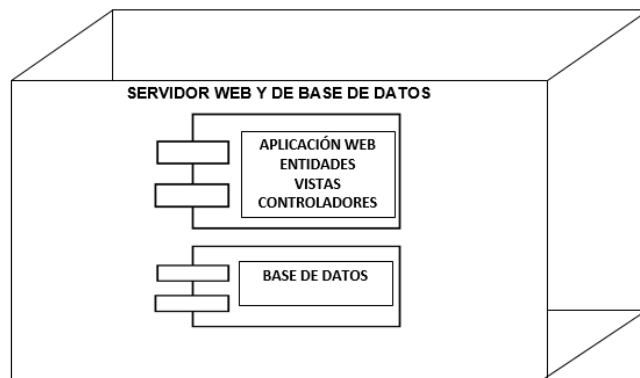 SERVIDOR WEB Y DE BASE DE DATOS
APLICACIÓN WEB
ENTIDADES
VISTAS
CONTROLADORES
BASE DE DATOS